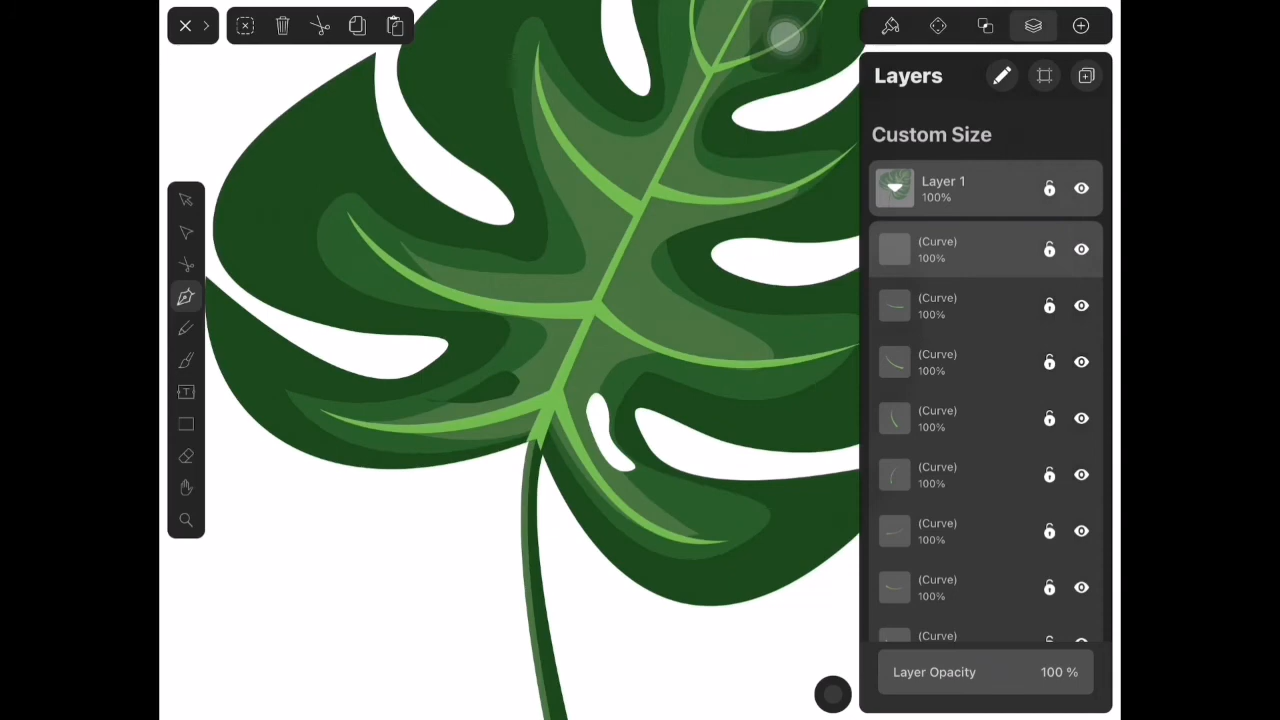 Layers
Custom Size
Layer 1
100%
(Curve)
100%
(Curve)
100%
(Curve)
100%
(Curve)
100%
(Curve)
100%
(Curve)
100%
(Curve)
100%
(Curve)
Layer Opacity 100 %
T